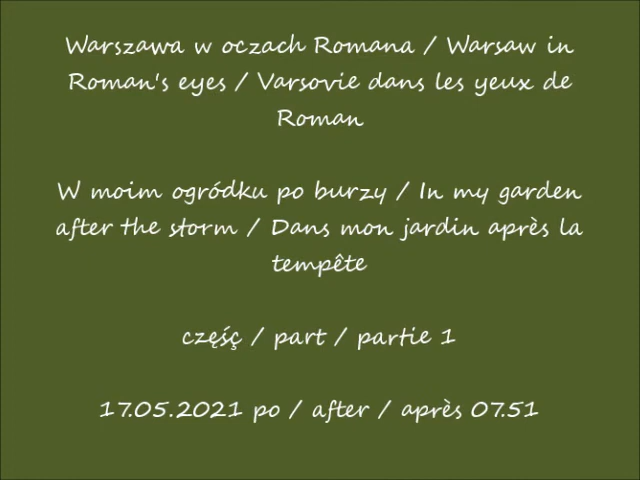 Warszawa w oczach Romana / Warsaw in
Roman's eyes / Varsovie dans les yeux de
Roman
W moim ogródku po burzy / In my garden
after the storm / Dans mon jardin après la
tempête
częśç / part / partie 1
17.05.2021 po / after / après 07.51